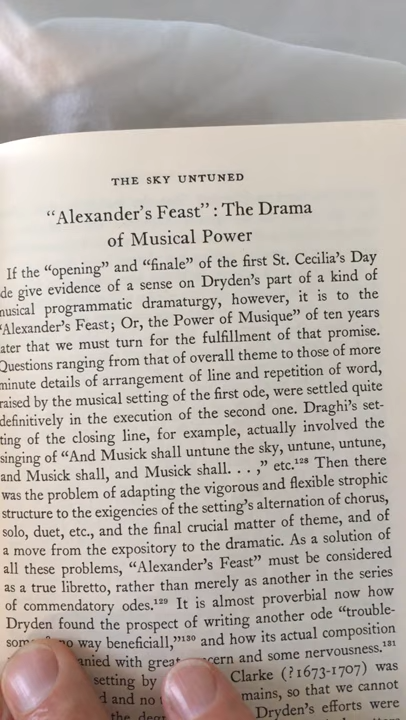 THE SKY UNTUNED
"Alexander's Feast": The Drama
of Musical Power
If the "opening" and "finale" of the first St. Cecilia's Day
de give evidence of a sense on Dryden's part of a kind of
nusical programmatic dramaturgy, however, it is to the
'Alexander's Feast; Or, the Power of Musique" of ten years
ater that we must turn for the fulfillment of that promise.
Questions ranging from that of overall theme to those of more
minute details of arrangement of line and repetition of word,
raised by the musical setting of the first ode, were settled quite
definitively in the execution of the second one. Draghi's set-
ting of the closing line, for example, actually involved the
singing of "And Musick shall untune the sky, untune, untune,
and Musick shall, and Musick shall. . . .," etc.128 Then there
was the problem of adapting the vigorous and flexible strophic
structure to the exigencies of the setting's alternation of chorus,
solo, duet, etc., and the final crucial matter of theme, and of
a move from the expository to the dramatic. As a solution of
all these problems, "Alexander's Feast" must be considered
as a true libretto, rather than merely as another in the series
of commendatory odes.129 It is almost proverbial now how
Dryden found the prospect of writing another ode "trouble-
som no way beneficiall,"130 and how its actual composition
anied with great cern and some nervousness.131
setting by Clarke (?1673-1707) was
d and no mains, so that we cannot
the deg Dryden's efforts were